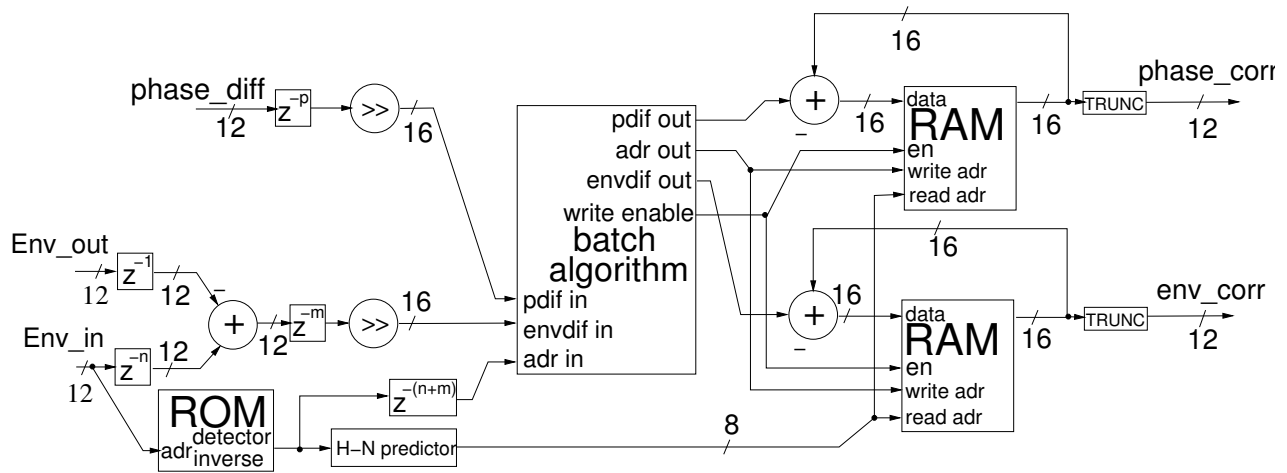 16
phase_diff
12
z^-p
>>
16
+
−
16
data
RAM
en
write adr
read adr
16
TRUNC
phase_corr
12
pdif out
adr out
envdif out
write enable
batch
algorithm
pdif in
envdif in
adr in
Env_out
12
z^-1
12
−
+
12
z^-m
>>
16
Env_in
12
z^-n
12
ROM
adr
detector
inverse
z^-(n+m)
H−N predictor
8
16
+
−
16
data
RAM
en
write adr
read adr
16
TRUNC
env_corr
12